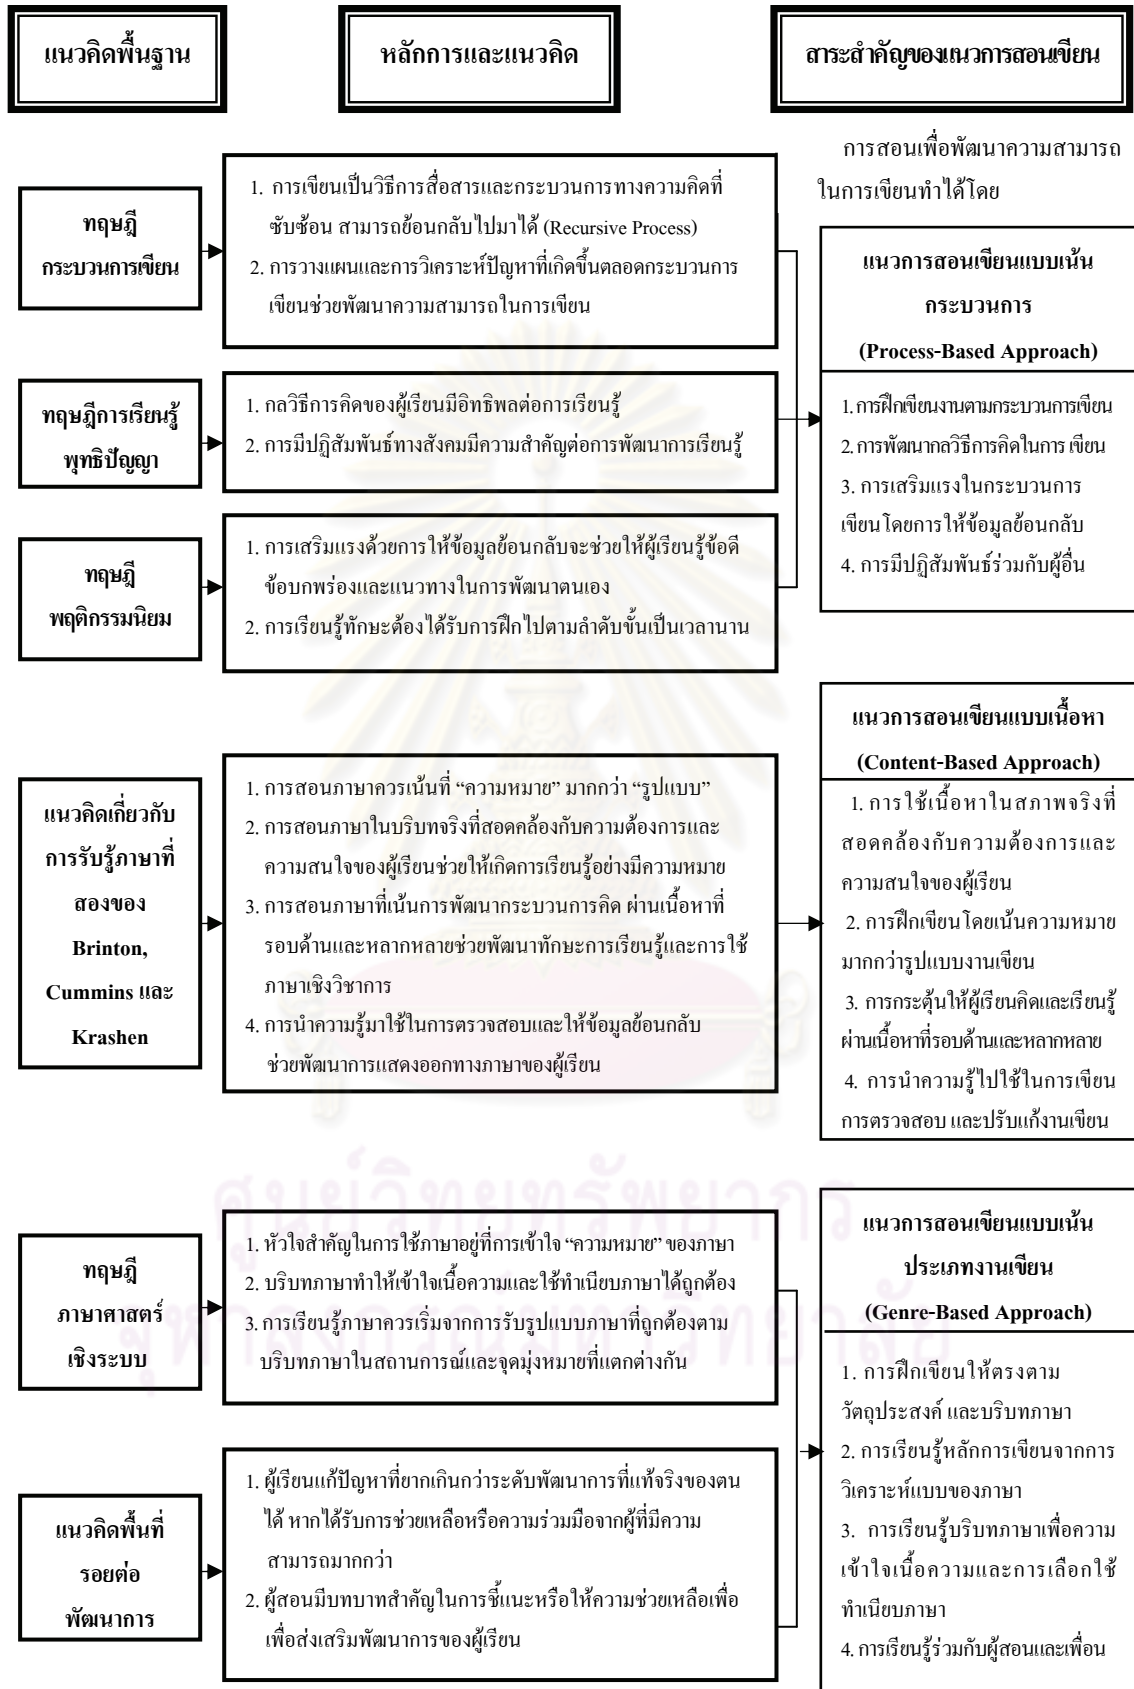 แนวคิดพื้นฐาน
หลักการและแนวคิด
สาระสำคัญของแนวการสอนเขียน
การสอนเพื่อพัฒนาความสามารถ
ในการเขียนทำได้โดย
ทฤษฎี
กระบวนการเขียน
1. การเขียนเป็นวิธีการสื่อสารและกระบวนการทางความคิดที่
ซับซ้อน สามารถย้อนกลับไปมาได้ (Recursive Process)
2. การวางแผนและการวิเคราะห์ปัญหาที่เกิดขึ้นตลอดกระบวนการ
เขียนช่วยพัฒนาความสามารถในการเขียน
ทฤษฎีการเรียนรู้
พุทธิปัญญา
1. กลวิธีการคิดของผู้เรียนมีอิทธิพลต่อการเรียนรู้
2. การมีปฏิสัมพันธ์ทางสังคมมีความสำคัญต่อการพัฒนาการเรียนรู้
ทฤษฎี
พฤติกรรมนิยม
1. การเสริมแรงด้วยการให้ข้อมูลย้อนกลับจะช่วยให้ผู้เรียนรู้ข้อดี
ข้อบกพร่องและแนวทางในการพัฒนาตนเอง
2. การเรียนรู้ทักษะต้องได้รับการฝึกไปตามลำดับขั้นเป็นเวลานาน
แนวการสอนเขียนแบบเน้น
กระบวนการ
(Process-Based Approach)
1. การฝึกเขียนงานตามกระบวนการเขียน
2. การพัฒนากลวิธีการคิดในการ เขียน
3. การเสริมแรงในกระบวนการ
เขียนโดยการให้ข้อมูลย้อนกลับ
4. การมีปฏิสัมพันธ์ร่วมกับผู้อื่น
แนวคิดเกี่ยวกับ
การรับรู้ภาษาที่
สองของ
Brinton,
Cummins และ
Krashen
1. การสอนภาษาควรเน้นที่ “ความหมาย” มากกว่า “รูปแบบ”
2. การสอนภาษาในบริบทจริงที่สอดคล้องกับความต้องการและ
ความสนใจของผู้เรียนช่วยให้เกิดการเรียนรู้อย่างมีความหมาย
3. การสอนภาษาที่เน้นการพัฒนากระบวนการคิด ผ่านเนื้อหาที่
รอบด้านและหลากหลายช่วยพัฒนาทักษะการเรียนรู้และการใช้
ภาษาเชิงวิชาการ
4. การนำความรู้มาใช้ในการตรวจสอบและให้ข้อมูลย้อนกลับ
ช่วยพัฒนาการแสดงออกทางภาษาของผู้เรียน
แนวการสอนเขียนแบบเนื้อหา
(Content-Based Approach)
1. การใช้เนื้อหาในสภาพจริงที่
สอดคล้องกับความต้องการและ
ความสนใจของผู้เรียน
2. การฝึกเขียนโดยเน้นความหมาย
มากกว่ารูปแบบงานเขียน
3. การกระตุ้นให้ผู้เรียนคิดและเรียนรู้
ผ่านเนื้อหาที่รอบด้านและหลากหลาย
4. การนำความรู้ไปใช้ในการเขียน
การตรวจสอบ และปรับแก้งานเขียน
ศูนย์วิทยทรัพยากร
จุฬาลงกรณ์มหาวิทยาลัย
ทฤษฎี
ภาษาศาสตร์
เชิงระบบ
1. หัวใจสำคัญในการใช้ภาษาอยู่ที่การเข้าใจ “ความหมาย” ของภาษา
2. บริบทภาษาทำให้เข้าใจเนื้อความและใช้ทำเนียบภาษาได้ถูกต้อง
3. การเรียนรู้ภาษาควรเริ่มจากการรับรูปแบบภาษาที่ถูกต้องตาม
บริบทภาษาในสถานการณ์และจุดมุ่งหมายที่แตกต่างกัน
แนวคิดพื้นที่
รอยต่อ
พัฒนาการ
1. ผู้เรียนแก้ปัญหาที่ยากเกินกว่าระดับพัฒนาการที่แท้จริงของตน
ได้ หากได้รับการช่วยเหลือหรือความร่วมมือจากผู้ที่มีความ
สามารถมากกว่า
2. ผู้สอนมีบทบาทสำคัญในการชี้แนะหรือให้ความช่วยเหลือเพื่อ
เพื่อส่งเสริมพัฒนาการของผู้เรียน
แนวการสอนเขียนแบบเน้น
ประเภทงานเขียน
(Genre-Based Approach)
1. การฝึกเขียนให้ตรงตาม
วัตถุประสงค์ และบริบทภาษา
2. การเรียนรู้หลักการเขียนจากการ
วิเคราะห์แบบของภาษา
3. การเรียนรู้บริบทภาษาเพื่อความ
เข้าใจเนื้อความและการเลือกใช้
ทำเนียบภาษา
4. การเรียนรู้ร่วมกับผู้สอนและเพื่อน